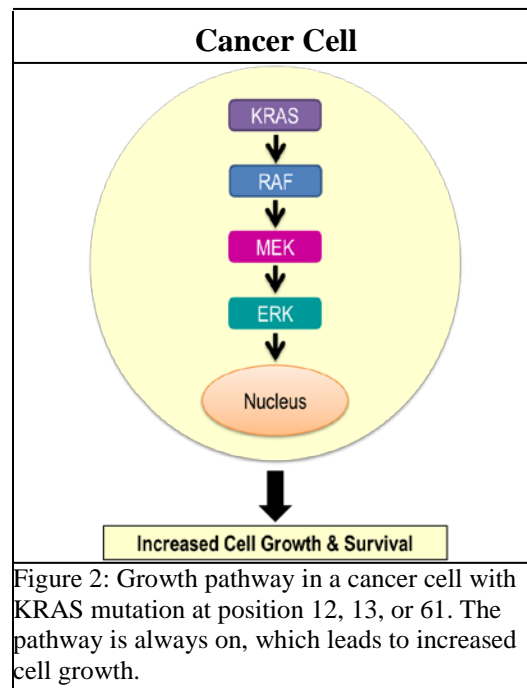 Cancer Cell
KRAS
RAF
MEK
ERK
Nucleus
Increased Cell Growth & Survival
Figure 2: Growth pathway in a cancer cell with
KRAS mutation at position 12, 13, or 61. The
pathway is always on, which leads to increased
cell growth.